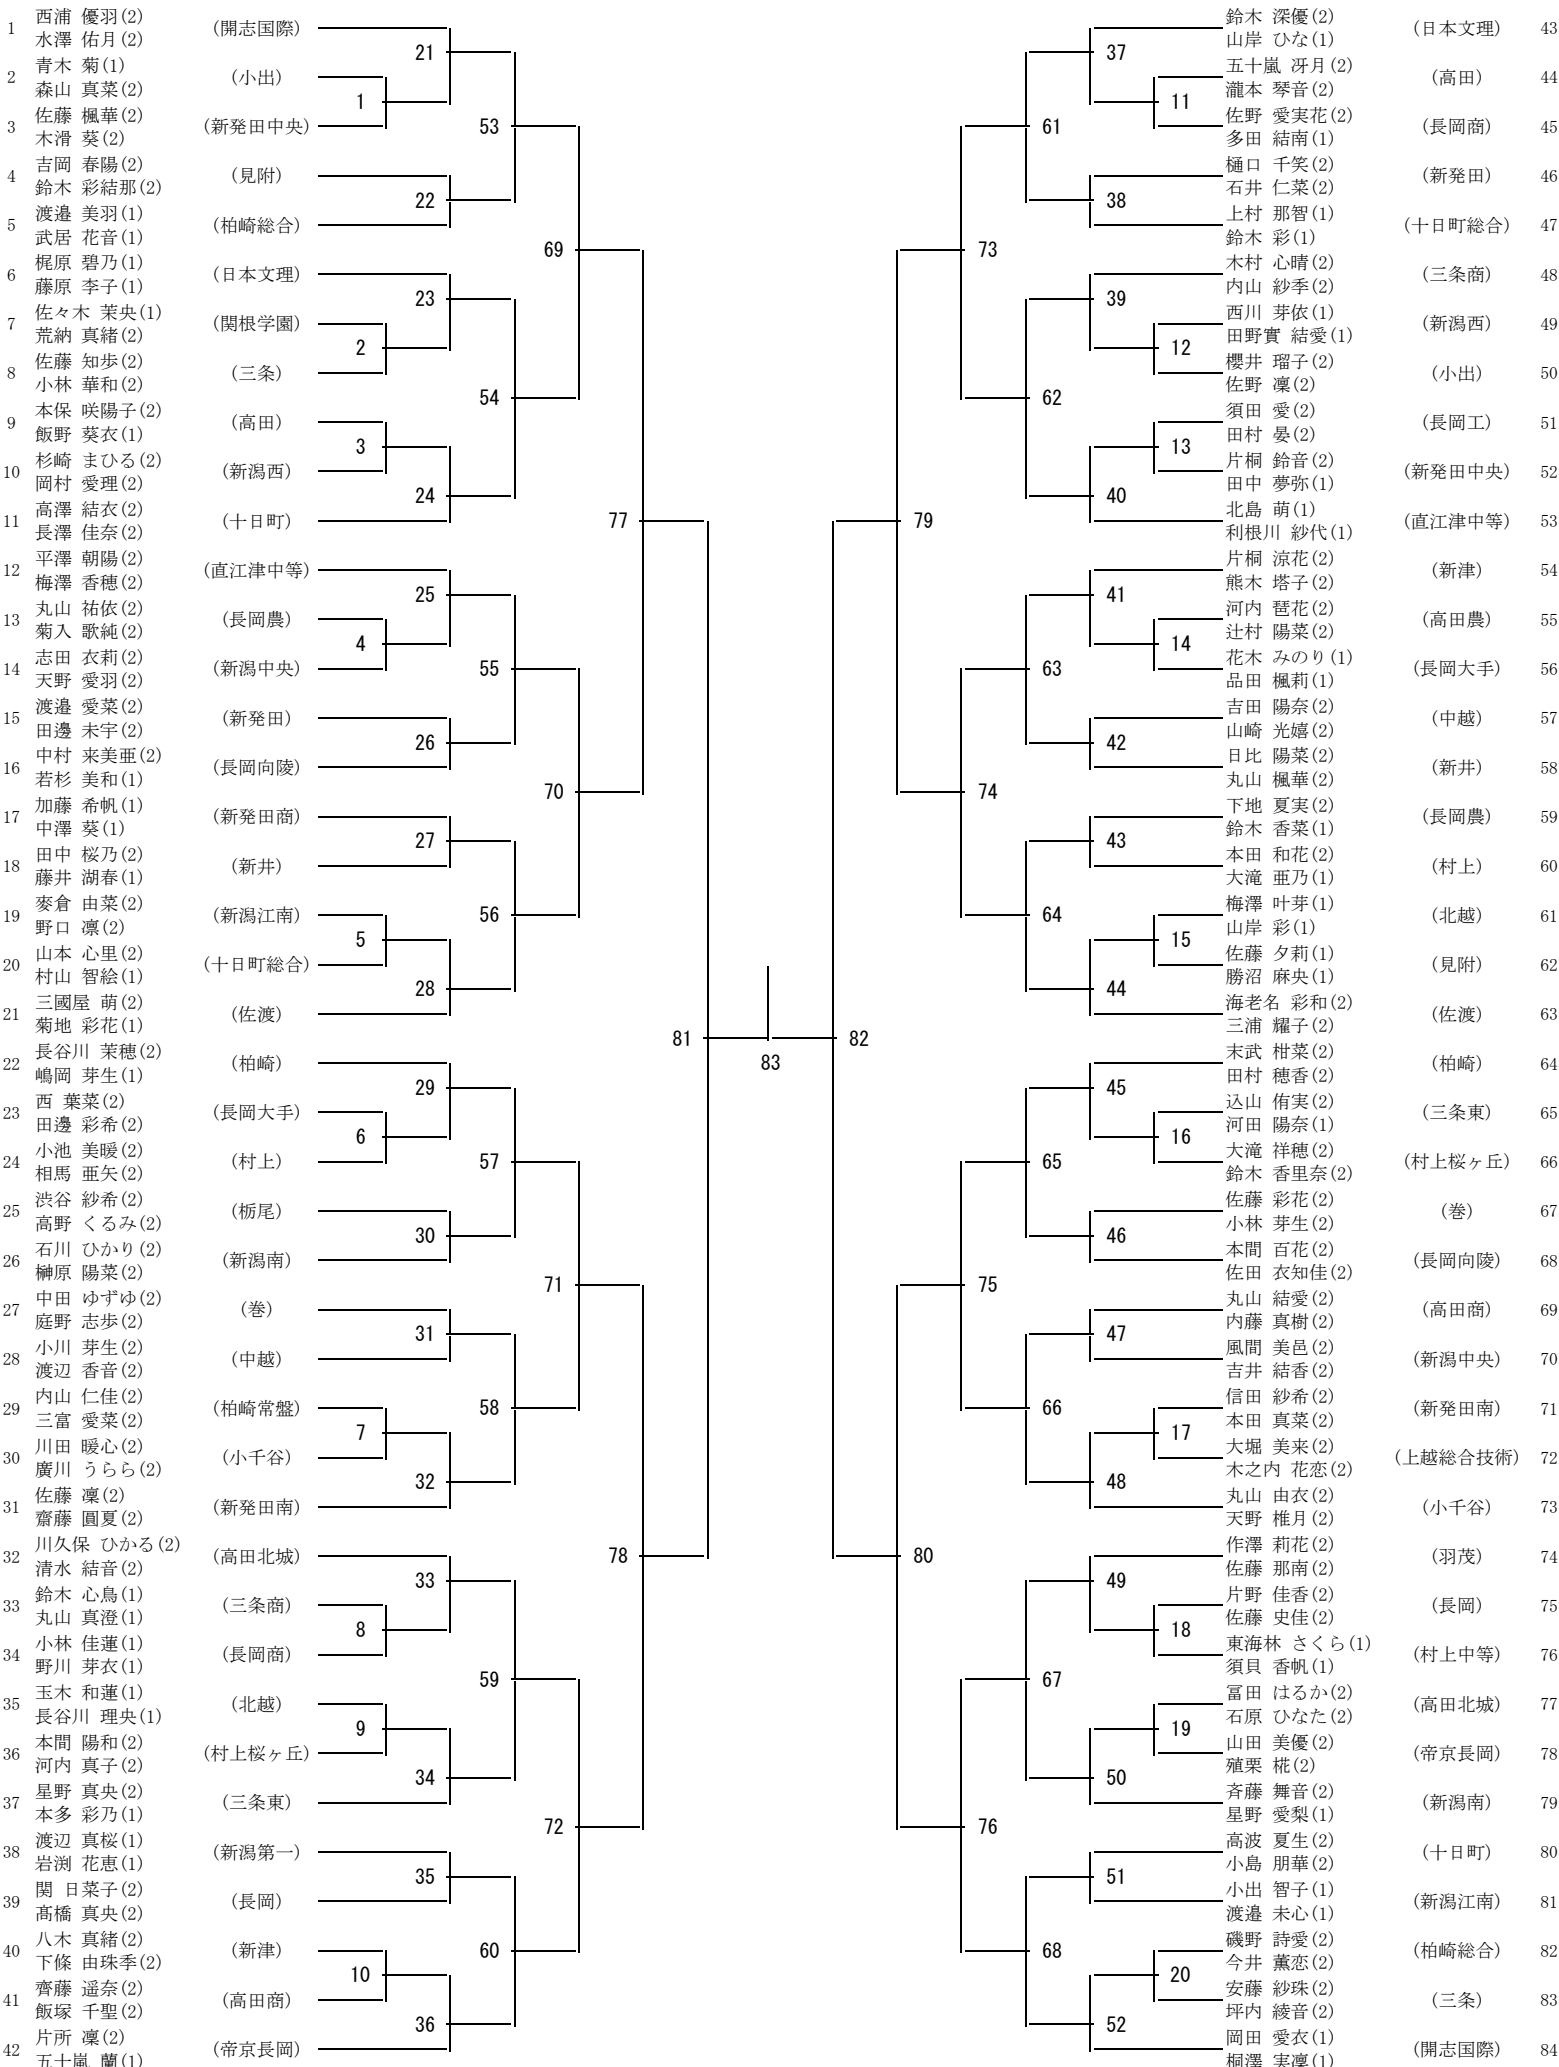 1 西浦 優羽(2) (開志国際)
水澤 佑月(2)
2 青木 菊(1) (小出)
森山 真菜(2)
3 佐藤 楓華(2) (新発田中央)
木滑 葵(2)
4 吉岡 春陽(2) (見附)
鈴木 彩結那(2)
5 渡邉 美羽(1) (柏崎総合)
武居 花音(1)
6 梶原 碧乃(1) (日本文理)
藤原 李子(1)
7 佐々木 茉央(1) (関根学園)
荒納 真緒(2)
8 佐藤 知歩(2) (三条)
小林 華和(2)
9 本保 咲陽子(2) (高田)
飯野 葵衣(1)
10 杉崎 まひる(2) (新潟西)
岡村 愛理(2)
11 高澤 結衣(2) (十日町)
長澤 佳奈(2)
12 平澤 朝陽(2) (直江津中等)
梅澤 香穂(2)
13 丸山 祐依(2) (長岡農)
菊入 歌純(2)
14 志田 衣莉(2) (新潟中央)
天野 愛羽(2)
15 渡邉 愛菜(2) (新発田)
田邊 未宇(2)
16 中村 来美亜(2) (長岡向陵)
若杉 美和(1)
17 加藤 希帆(1) (新発田商)
中澤 葵(1)
18 田中 桜乃(2) (新井)
藤井 湖春(1)
19 麥倉 由菜(2) (新潟江南)
野口 凛(2)
20 山本 心里(2) (十日町総合)
村山 智絵(1)
21 三國屋 萌(2) (佐渡)
菊地 彩花(1)
22 長谷川 茉穂(2) (柏崎)
嶋岡 芽生(1)
23 西 葉菜(2) (長岡大手)
田邊 彩希(2)
24 小池 美暖(2) (村上)
相馬 亜矢(2)
25 渋谷 紗希(2) (栃尾)
高野 くるみ(2)
26 石川 ひかり(2) (新潟南)
榊原 陽菜(2)
27 中田 ゆずゆ(2) (巻)
庭野 志歩(2)
28 小川 芽生(2) (中越)
渡辺 香音(2)
29 内山 仁佳(2) (柏崎常盤)
三富 愛菜(2)
30 川田 暖心(2) (小千谷)
廣川 うらら(2)
31 佐藤 凜(2) (新発田南)
齋藤 圓夏(2)
32 川久保 ひかる(2) (高田北城)
清水 結音(2)
33 鈴木 心鳥(1) (三条商)
丸山 真澄(1)
34 小林 佳蓮(1) (長岡商)
野川 芽衣(1)
35 玉木 和蓮(1) (北越)
長谷川 理央(1)
36 本間 陽和(2) (村上桜ヶ丘)
河内 真子(2)
37 星野 真央(2) (三条東)
本多 彩乃(1)
38 渡辺 真桜(1) (新潟第一)
岩渕 花恵(1)
39 関 日菜子(2) (長岡)
髙橋 真央(2)
40 八木 真緒(2) (新津)
下條 由珠季(2)
41 齊藤 遥奈(2) (高田商)
飯塚 千聖(2)
42 片所 凜(2) (帝京長岡)
五十嵐 蘭(1)
1
2
3
4
5
6
7
8
9
10
21
22
23
24
25
26
27
28
29
30
31
32
33
34
35
36
53
54
55
56
57
58
59
60
69
70
71
72
77
78
81
83
82
79
80
73
74
75
76
61
62
63
64
65
66
67
68
37
38
39
40
41
42
43
44
45
46
47
48
49
50
51
52
11
12
13
14
15
16
17
18
19
20
鈴木 深優(2) (日本文理) 43
山岸 ひな(1)
五十嵐 冴月(2) (高田) 44
瀧本 琴音(2)
佐野 愛実花(2) (長岡商) 45
多田 結南(1)
樋口 千笑(2) (新発田) 46
石井 仁菜(2)
上村 那智(1) (十日町総合) 47
鈴木 彩(1)
木村 心晴(2) (三条商) 48
内山 紗季(2)
西川 芽依(1) (新潟西) 49
田野實 結愛(1)
櫻井 瑠子(2) (小出) 50
佐野 凜(2)
須田 愛(2) (長岡工) 51
田村 晏(2)
片桐 鈴音(2) (新発田中央) 52
田中 夢弥(1)
北島 萌(1) (直江津中等) 53
利根川 紗代(1)
片桐 涼花(2) (新津) 54
熊木 塔子(2)
河内 琶花(2) (高田農) 55
辻村 陽菜(2)
花木 みのり(1) (長岡大手) 56
品田 楓莉(1)
吉田 陽奈(2) (中越) 57
山崎 光嬉(2)
日比 陽菜(2) (新井) 58
丸山 楓華(2)
下地 夏実(2) (長岡農) 59
鈴木 香菜(1)
本田 和花(2) (村上) 60
大滝 亜乃(1)
梅澤 叶芽(1) (北越) 61
山岸 彩(1)
佐藤 夕莉(1) (見附) 62
勝沼 麻央(1)
海老名 彩和(2) (佐渡) 63
三浦 耀子(2)
末武 柑菜(2) (柏崎) 64
田村 穂香(2)
込山 侑実(2) (三条東) 65
河田 陽奈(1)
大滝 祥穂(2) (村上桜ヶ丘) 66
鈴木 香里奈(2)
佐藤 彩花(2) (巻) 67
小林 芽生(2)
本間 百花(2) (長岡向陵) 68
佐田 衣知佳(2)
丸山 結愛(2) (高田商) 69
内藤 真樹(2)
風間 美邑(2) (新潟中央) 70
吉井 結香(2)
信田 紗希(2) (新発田南) 71
本田 真菜(2)
大堀 美来(2) (上越総合技術) 72
木之内 花恋(2)
丸山 由衣(2) (小千谷) 73
天野 椎月(2)
作澤 莉花(2) (羽茂) 74
佐藤 那南(2)
片野 佳香(2) (長岡) 75
佐藤 史佳(2)
東海林 さくら(1) (村上中等) 76
須貝 香帆(1)
冨田 はるか(2) (高田北城) 77
石原 ひなた(2)
山田 美優(2) (帝京長岡) 78
殖栗 椛(2)
斉藤 舞音(2) (新潟南) 79
星野 愛梨(1)
高波 夏生(2) (十日町) 80
小島 朋華(2)
小出 智子(1) (新潟江南) 81
渡邉 未心(1)
磯野 詩愛(2) (柏崎総合) 82
今井 薫恋(2)
安藤 紗珠(2) (三条) 83
坪内 綾音(2)
岡田 愛衣(1) (開志国際) 84
桐澤 実凜(1)